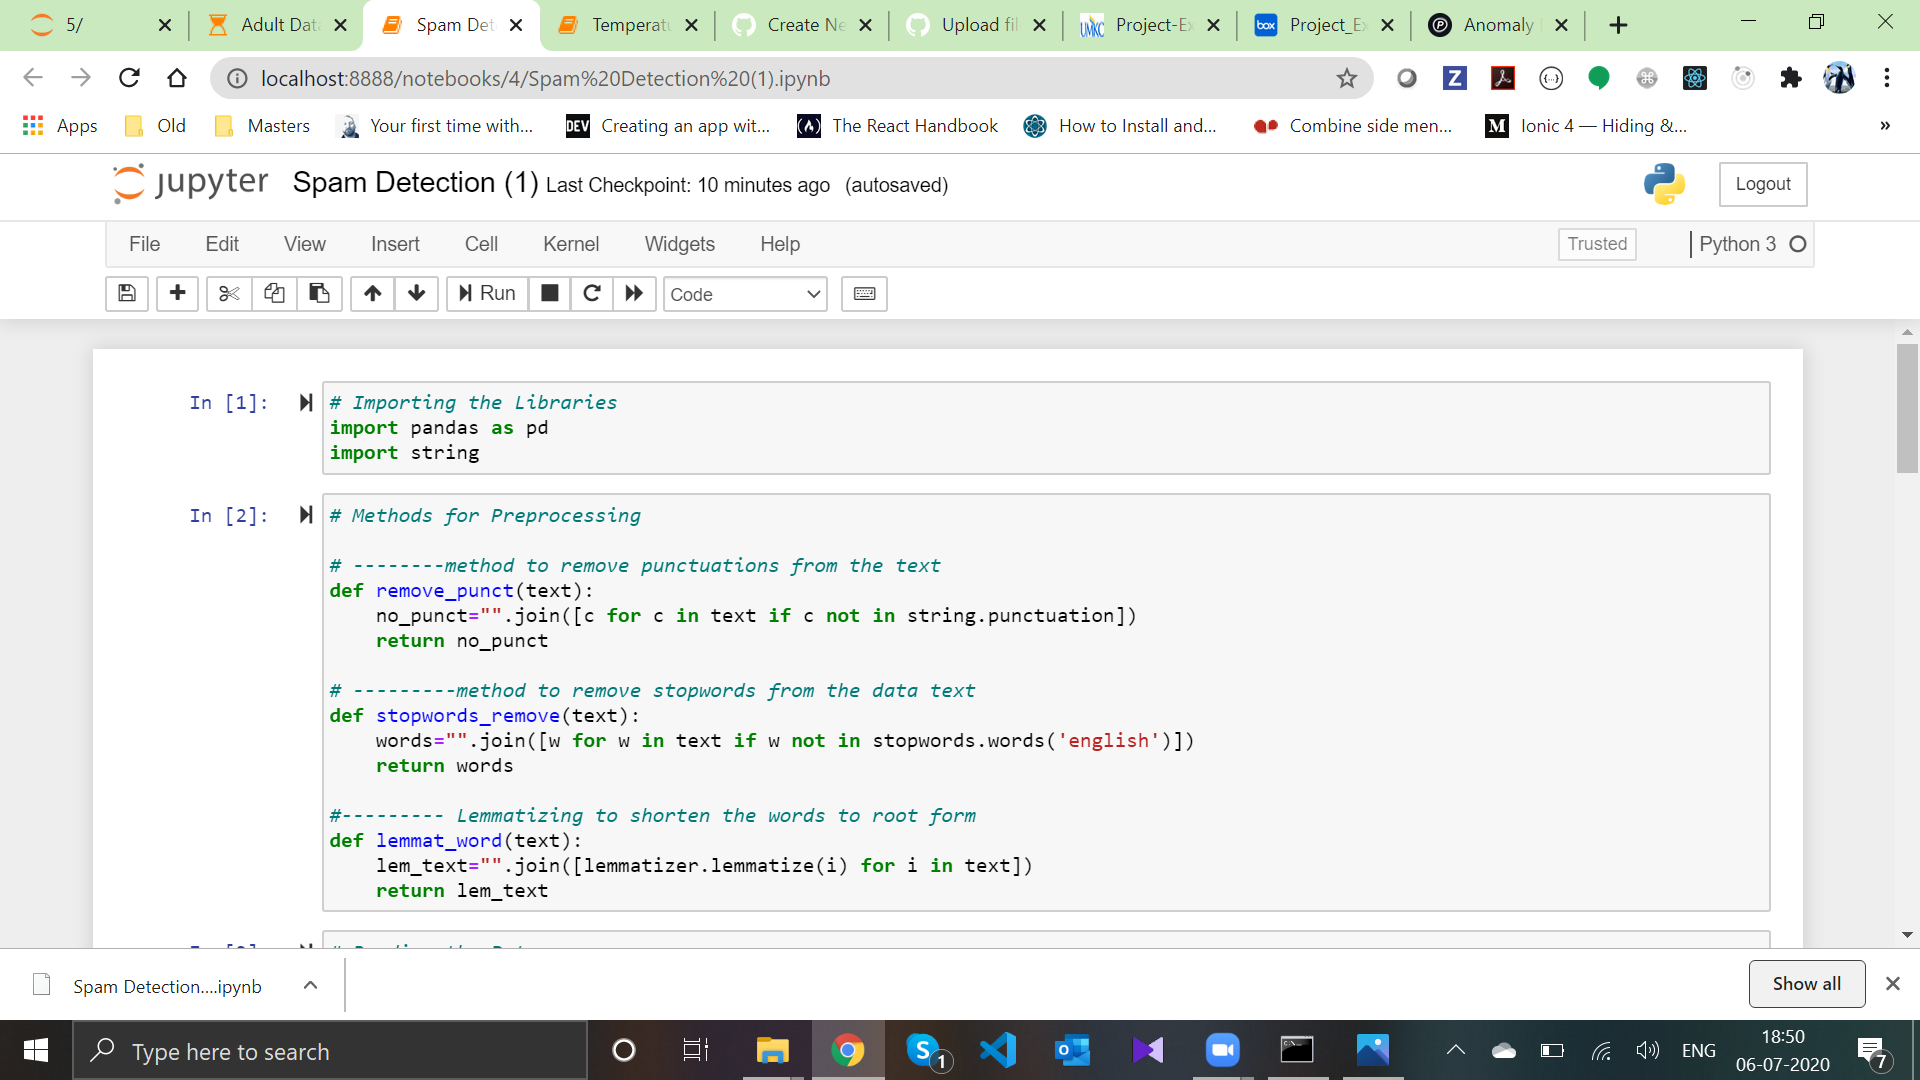 5/
Adult Data
Spam Det
Temperatu
Create Ne
Upload fil
UMKC Project-Ex
box Project_Ex
Anomaly
localhost:8888/notebooks/4/Spam%20Detection%20(1).ipynb
Apps
Old
Masters
Your first time with...
DEV Creating an app wit...
The React Handbook
How to Install and...
Combine side men...
Ionic 4 — Hiding &...
»
jupyter Spam Detection (1) Last Checkpoint: 10 minutes ago (autosaved)
Logout
File Edit View Insert Cell Kernel Widgets Help
Trusted
Python 3
Run
Code
In [1]:
# Importing the Libraries
import pandas as pd
import string
In [2]:
# Methods for Preprocessing
# --------method to remove punctuations from the text
def remove_punct(text):
    no_punct="".join([c for c in text if c not in string.punctuation])
    return no_punct
# ---------method to remove stopwords from the data text
def stopwords_remove(text):
    words="".join([w for w in text if w not in stopwords.words('english')])
    return words
#--------- Lemmatizing to shorten the words to root form
def lemmat_word(text):
    lem_text="".join([lemmatizer.lemmatize(i) for i in text])
    return lem_text
Spam Detection....ipynb
Show all
Type here to search
1
ENG
18:50
06-07-2020
7